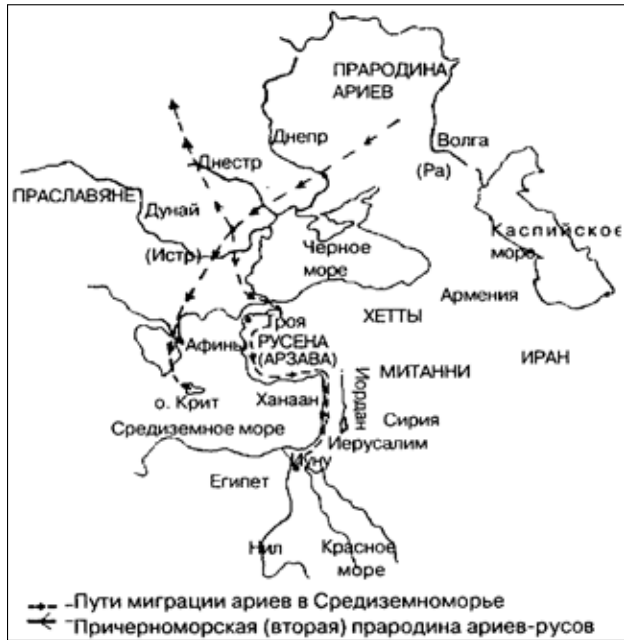 ПРАРОДИНА
АРИЕВ
Днепр
Волга
(Ра)
Днестр
ПРАСЛАВЯНЕ
Дунай
(Истр)
Каспийское
море
Черное
море
Армения
ХЕТТЫ
Троя
Афины
РУСЕНА
(АРЗАВА)
ИРАН
МИТАННИ
о. Крит
Ханаан
Иордан
Сирия
Средиземное море
Иерусалим
Иуну
Египет
Нил
Красное
море
-Пути миграции ариев в Средиземноморье
Причерноморская (вторая) прародина ариев-русов